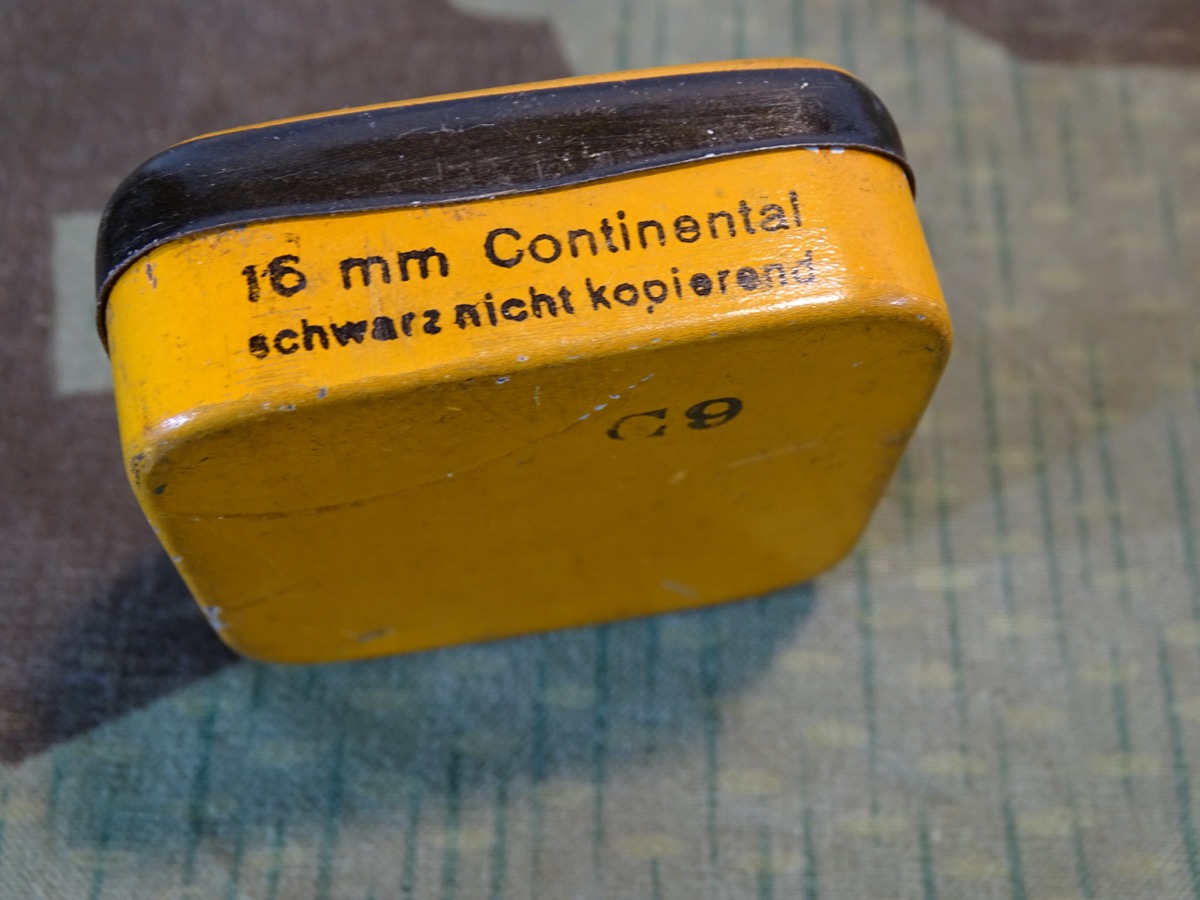 16 mm Continental
schwarz nicht kopierend
C9